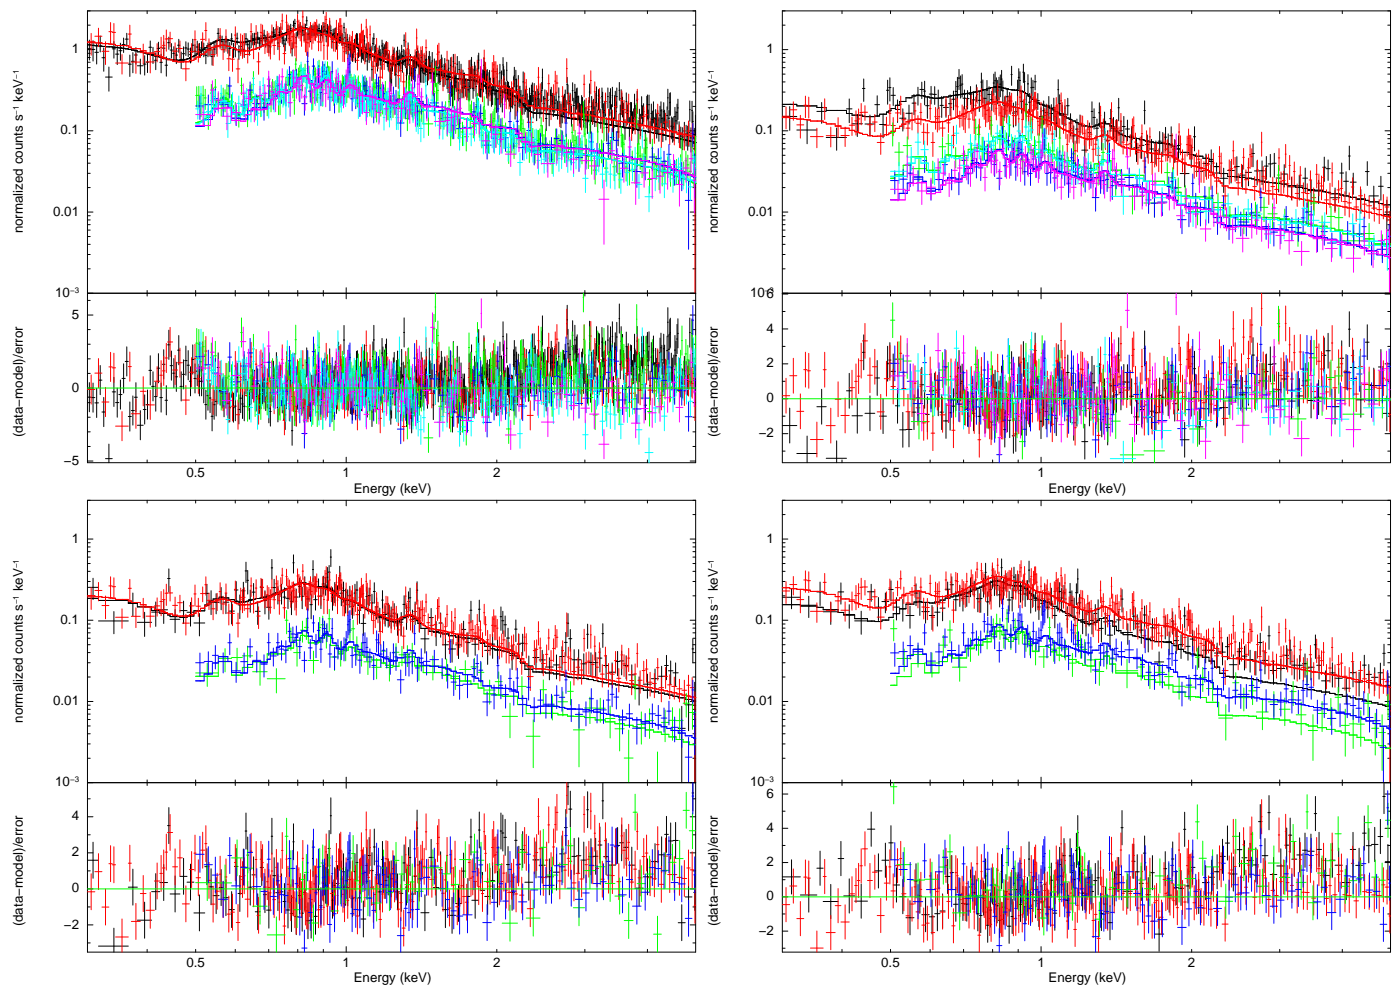 1
0.1
0.01
10⁻³
normalized counts s⁻¹ keV⁻¹
5
0
−5
(data−model)/error
0.5 1 2
Energy (keV)
1
0.1
0.01
normalized counts s⁻¹ keV⁻¹
6
4
2
0
−2
(data−model)/error
0.5 1 2
Energy (keV)
1
0.1
0.01
10⁻³
normalized counts s⁻¹ keV⁻¹
4
2
0
−2
(data−model)/error
0.5 1 2
Energy (keV)
1
0.1
0.01
10⁻³
normalized counts s⁻¹ keV⁻¹
6
4
2
0
−2
(data−model)/error
0.5 1 2
Energy (keV)